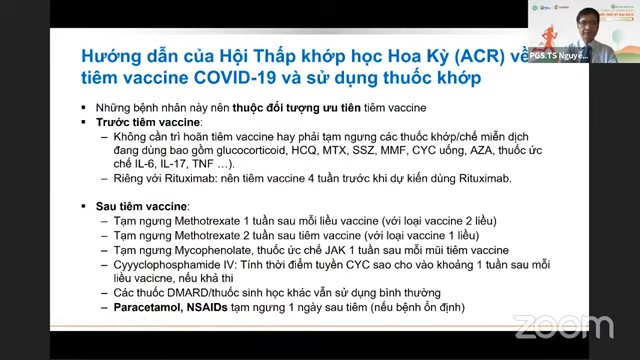 Hướng dẫn của Hội Thấp khớp học Hoa Kỳ (ACR) về
tiêm vaccine COVID-19 và sử dụng thuốc khớp
PGS.TS Nguyễ...
Những bệnh nhân này nên thuộc đối tượng ưu tiên tiêm vaccine
Trước tiêm vaccine:
– Không cần trì hoãn tiêm vaccine hay phải tạm ngưng các thuốc khớp/chế miễn dịch
đang dùng bao gồm glucocorticoid, HCQ, MTX, SSZ, MMF, CYC uống, AZA, thuốc ức
chế IL-6, IL-17, TNF …).
– Riêng với Rituximab: nên tiêm vaccine 4 tuần trước khi dự kiến dùng Rituximab.
Sau tiêm vaccine:
– Tạm ngưng Methotrexate 1 tuần sau mỗi liều vaccine (với loại vaccine 2 liều)
– Tạm ngưng Methotrexate 2 tuần sau tiêm vaccine (với loại vaccine 1 liều)
– Tạm ngưng Mycophenolate, thuốc ức chế JAK 1 tuần sau mỗi mũi tiêm vaccine
– Cyyyclophosphamide IV: Tính thời điểm tuyền CYC sao cho vào khoảng 1 tuần sau mỗi
liều vacicne, nếu khả thi
– Các thuốc DMARD/thuốc sinh học khác vẫn sử dụng bình thường
– Paracetamol, NSAIDs tạm ngưng 1 ngày sau tiêm (nếu bệnh ổn định)
zoom